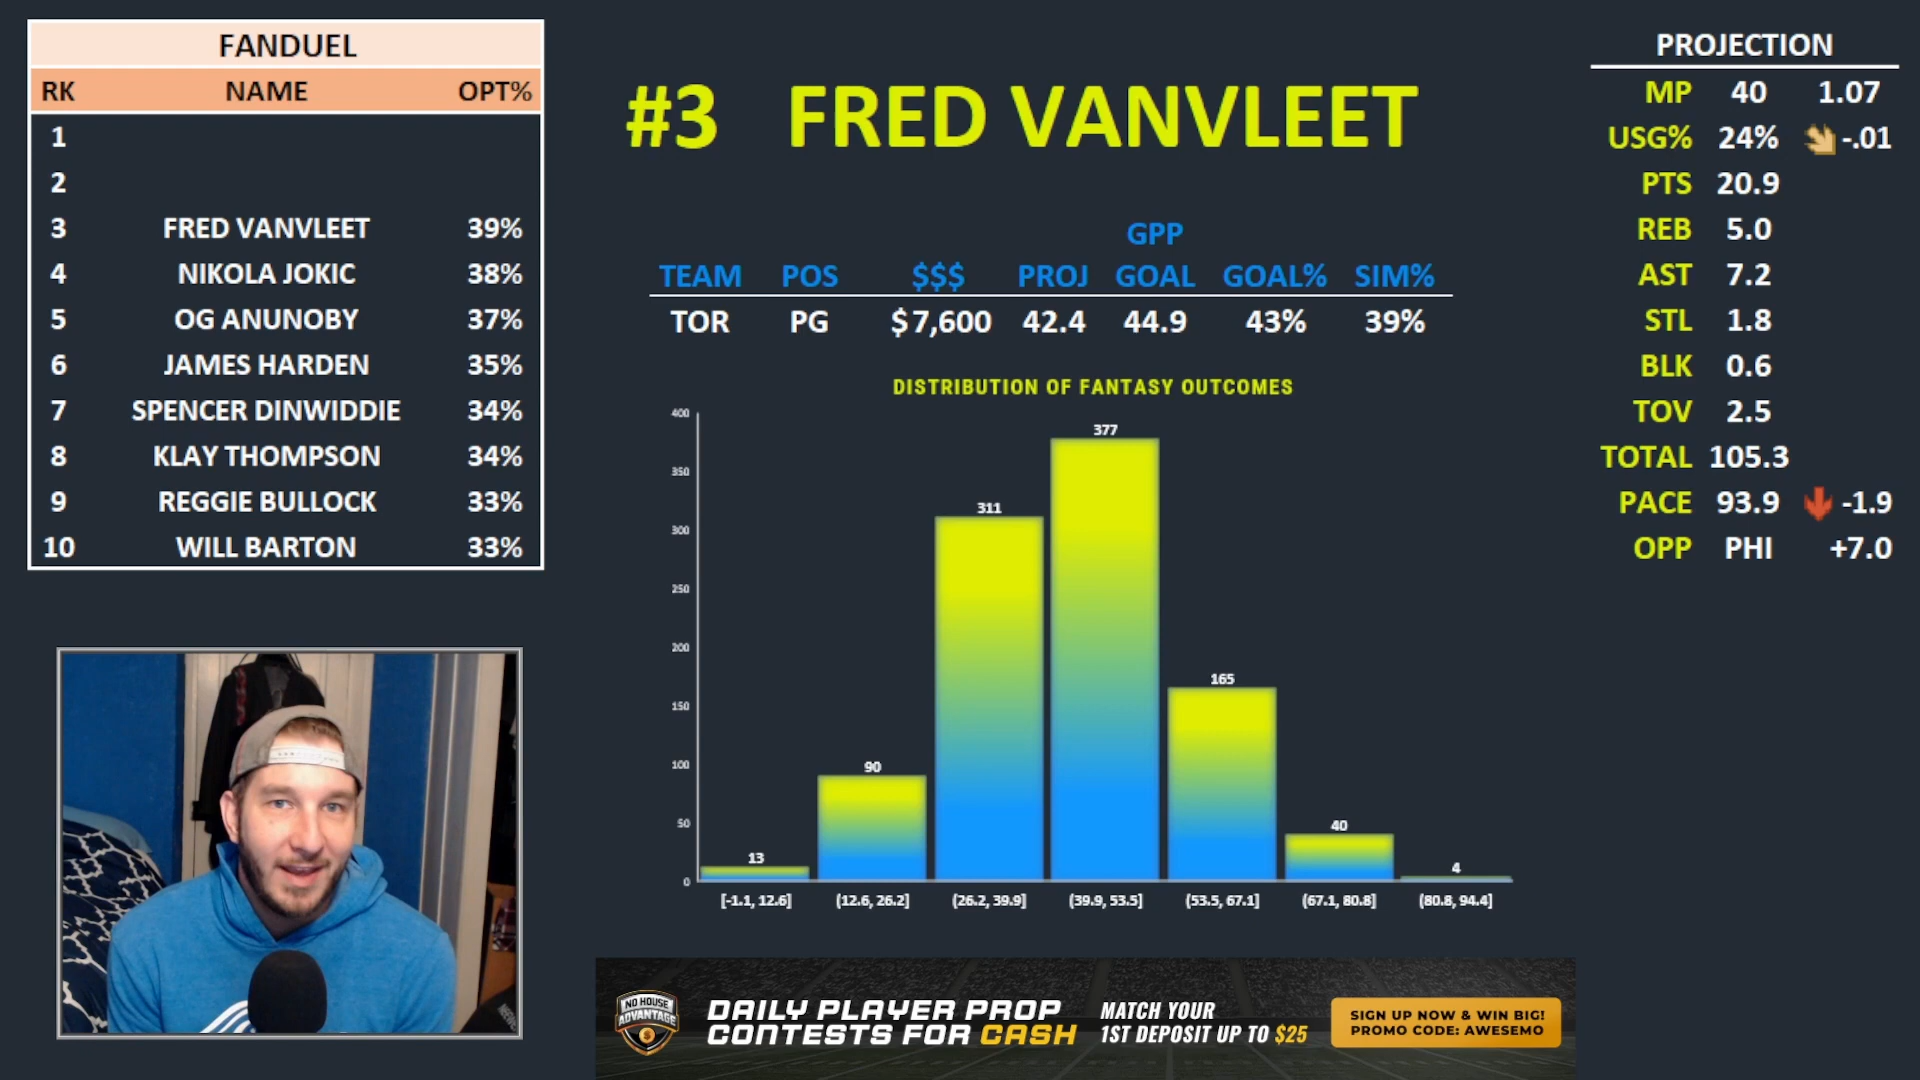 FANDUEL
RK NAME OPT%
1
2
3 FRED VANVLEET 39%
4 NIKOLA JOKIC 38%
5 OG ANUNOBY 37%
6 JAMES HARDEN 35%
7 SPENCER DINWIDDIE 34%
8 KLAY THOMPSON 34%
9 REGGIE BULLOCK 33%
10 WILL BARTON 33%
#3 FRED VANVLEET
GPP
TEAM POS $$$ PROJ GOAL GOAL% SIM%
TOR PG $7,600 42.4 44.9 43% 39%
DISTRIBUTION OF FANTASY OUTCOMES
400
350
300
250
200
150
100
50
0
13
90
311
377
165
40
4
[-1.1, 12.6] (12.6, 26.2] (26.2, 39.9] (39.9, 53.5] (53.5, 67.1] (67.1, 80.8] (80.8, 94.4]
PROJECTION
MP 40 1.07
USG% 24% -.01
PTS 20.9
REB 5.0
AST 7.2
STL 1.8
BLK 0.6
TOV 2.5
TOTAL 105.3
PACE 93.9 -1.9
OPP PHI +7.0
NO HOUSE
ADVANTAGE
DAILY PLAYER PROP
CONTESTS FOR CASH
MATCH YOUR
1ST DEPOSIT UP TO $25
SIGN UP NOW & WIN BIG!
PROMO CODE: AWESEMO